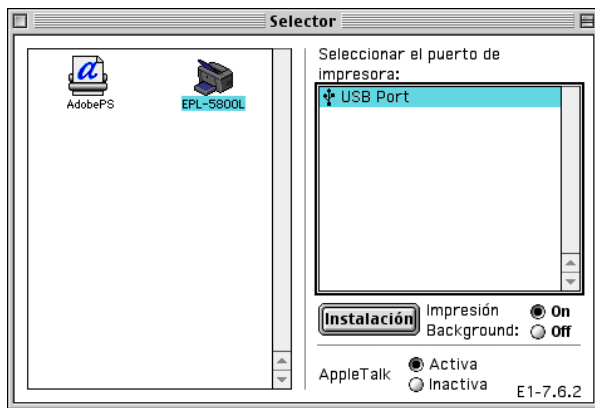 Selector
AdobePS
EPL-5800L
Seleccionar el puerto de
impresora:
USB Port
Instalación
Impresión
Background:
On
Off
AppleTalk
Activa
Inactiva
E1-7.6.2